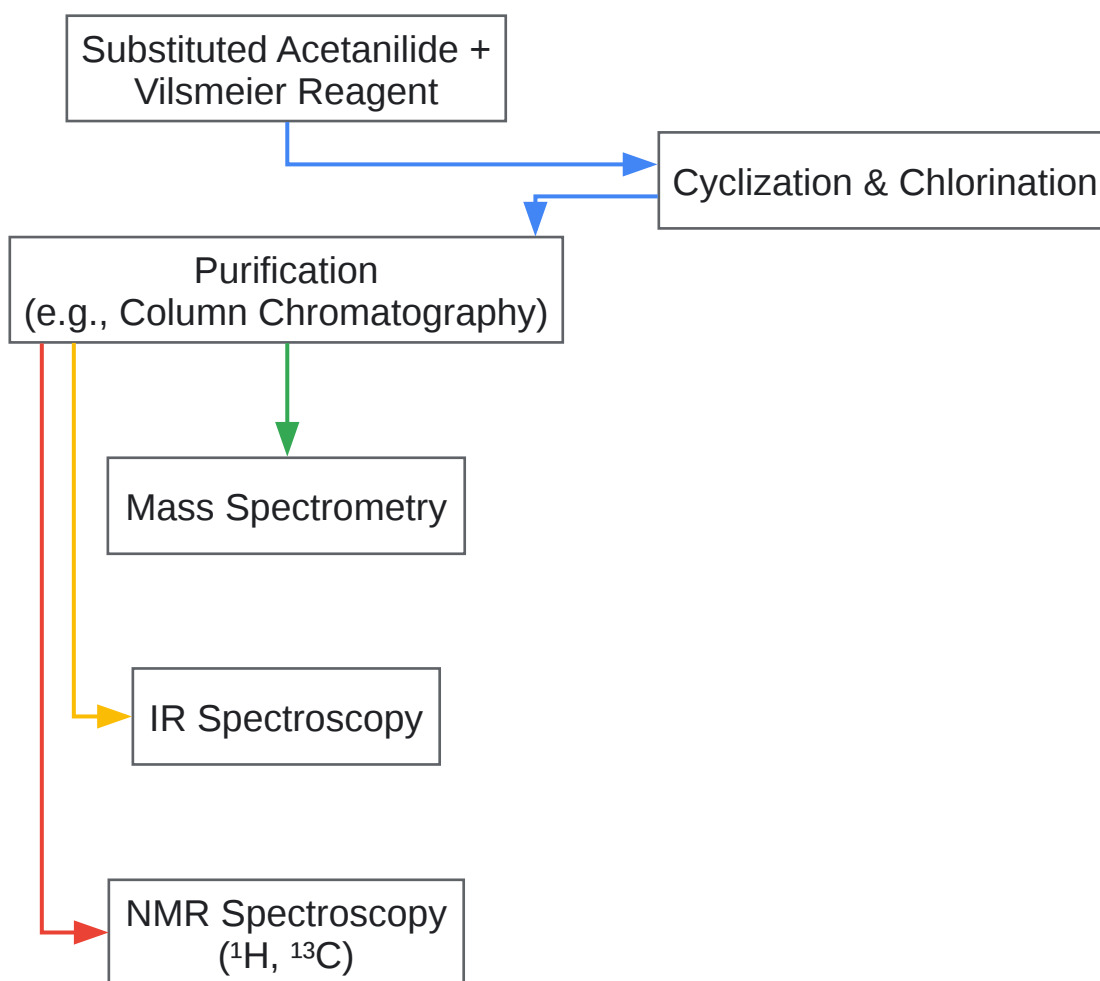 Substituted Acetanilide +
Vilsmeier Reagent
Cyclization & Chlorination
Purification
(e.g., Column Chromatography)
Mass Spectrometry
IR Spectroscopy
NMR Spectroscopy
(¹H, ¹³C)